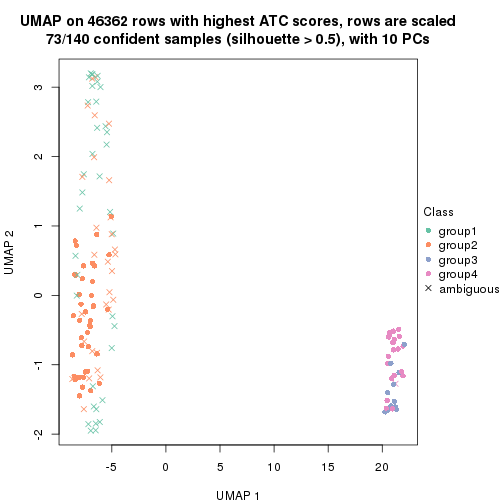 UMAP on 46362 rows with highest ATC scores, rows are scaled
73/140 confident samples (silhouette > 0.5), with 10 PCs
3
2
1
0
-1
-2
UMAP 2
-5
0
5
10
15
20
UMAP 1
Class
group1
group2
group3
group4
ambiguous